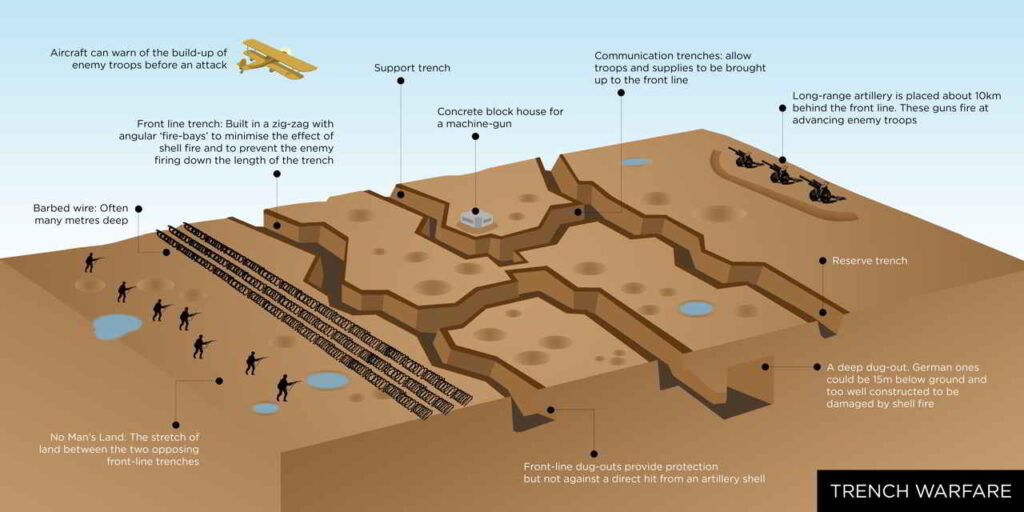 Aircraft can warn of the build-up of
enemy troops before an attack
Support trench
Communication trenches: allow
troops and supplies to be brought
up to the front line
Long-range artillery is placed about 10km
behind the front line. These guns fire at
advancing enemy troops
Concrete block house for
a machine-gun
Front line trench: Built in a zig-zag with
angular ‘fire-bays’ to minimise the effect of
shell fire and to prevent the enemy
firing down the length of the trench
Barbed wire: Often
many metres deep
Reserve trench
A deep dug-out. German ones
could be 15m below ground and
too well constructed to be
damaged by shell fire
No Man’s Land: The stretch of
land between the two opposing
front-line trenches
Front-line dug-outs provide protection
but not against a direct hit from an artillery shell
TRENCH WARFARE